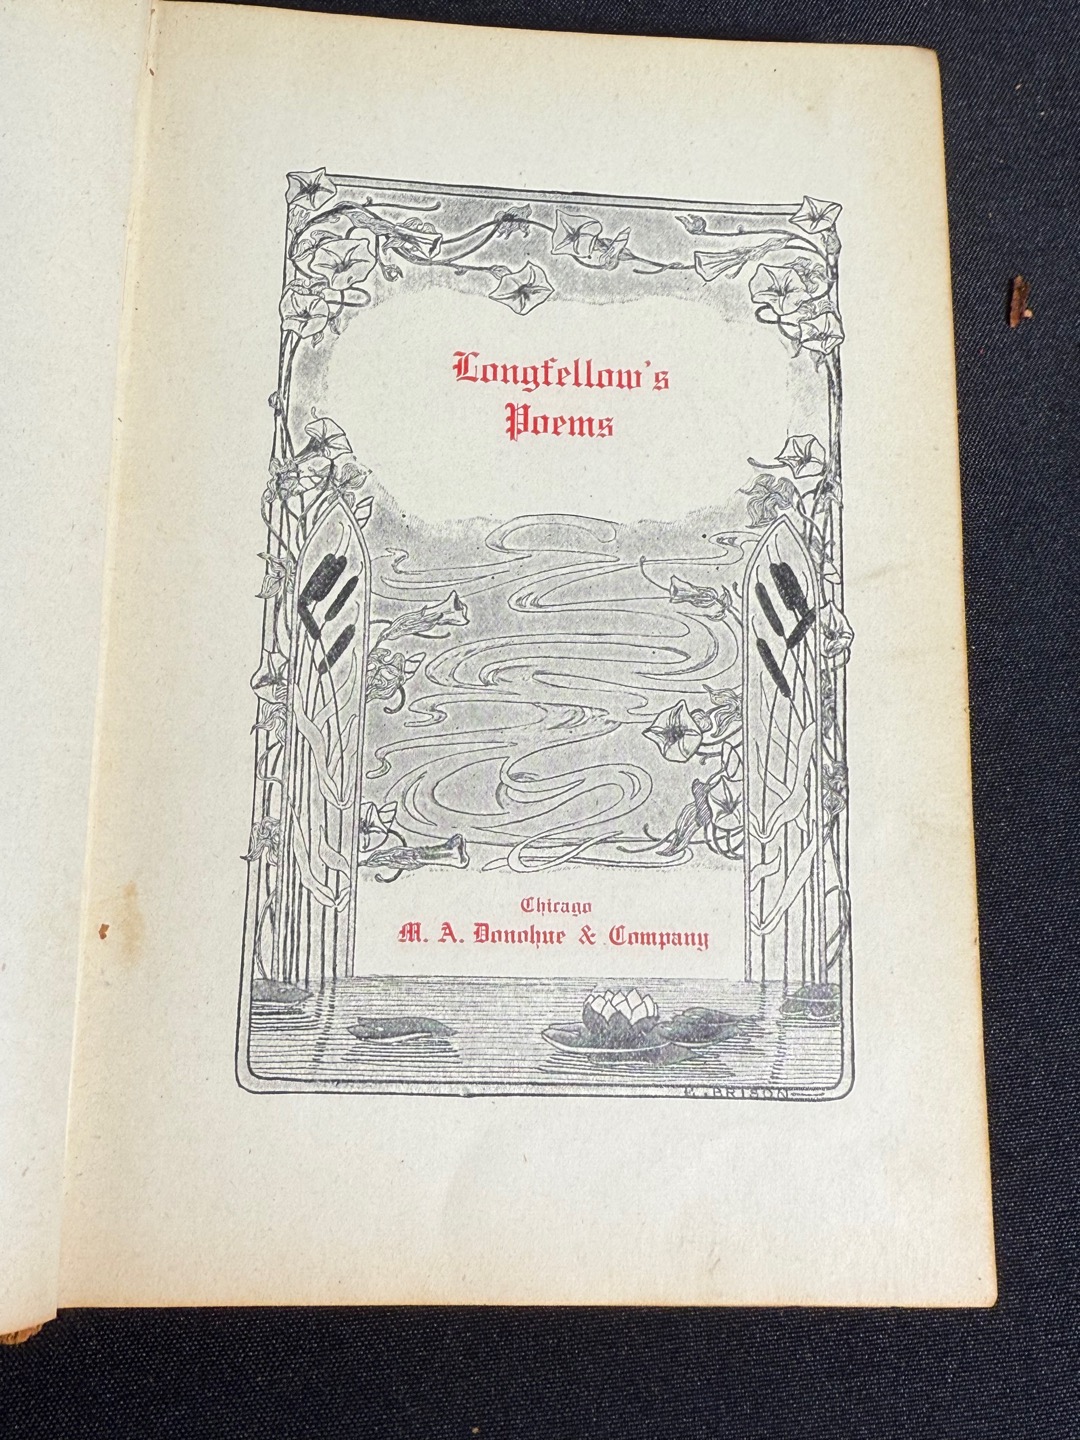 Longfellow's
Poems
Chicago
M. A. Donohue & Company